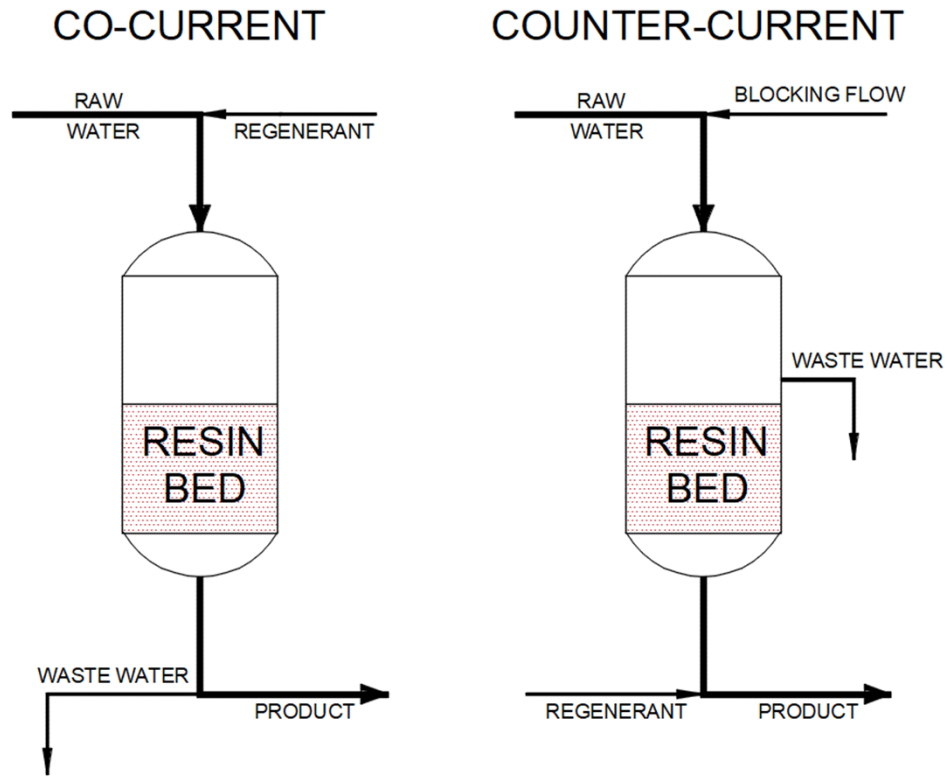 CO-CURRENT
RAW
WATER
REGENERANT
RESIN
BED
WASTE WATER
PRODUCT
COUNTER-CURRENT
RAW
WATER
BLOCKING FLOW
WASTE WATER
RESIN
BED
REGENERANT
PRODUCT